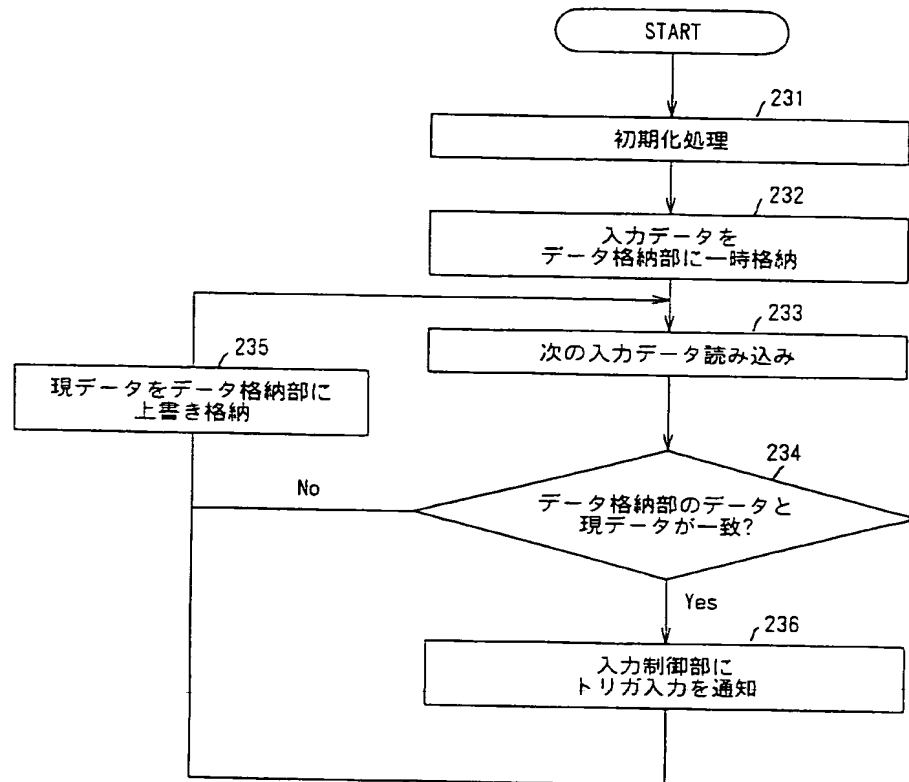 START
231
初期化処理
232
入力データを
データ格納部に一時格納
233
次の入力データ読み込み
235
現データをデータ格納部に
上書き格納
234
No
データ格納部のデータと
現データが一致?
Yes
236
入力制御部に
トリガ入力を通知